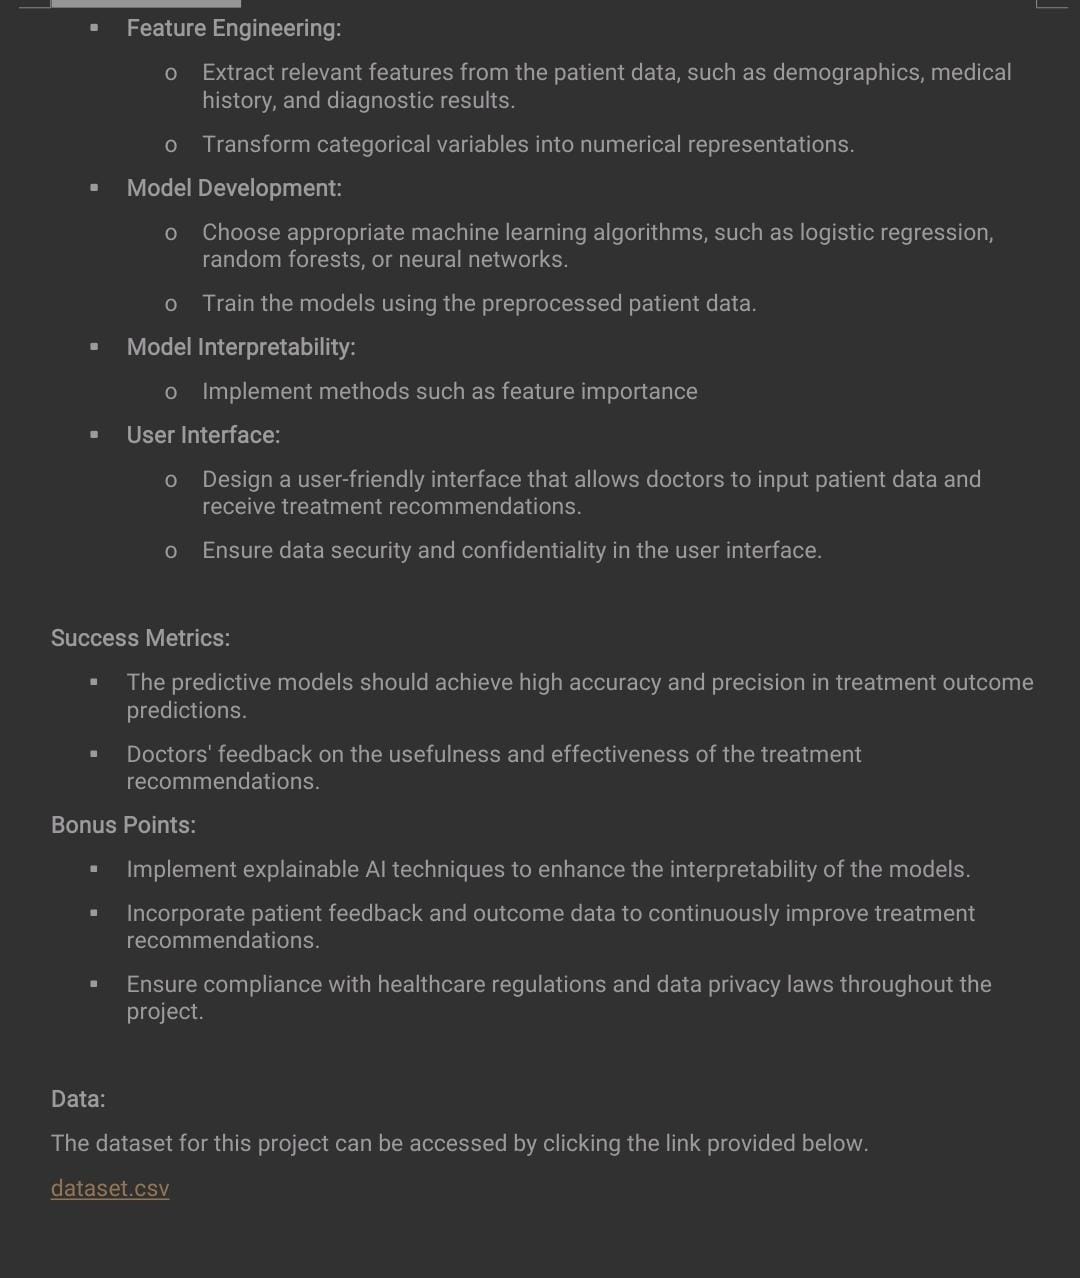 ▪ Feature Engineering:
o Extract relevant features from the patient data, such as demographics, medical
history, and diagnostic results.
o Transform categorical variables into numerical representations.
▪ Model Development:
o Choose appropriate machine learning algorithms, such as logistic regression,
random forests, or neural networks.
o Train the models using the preprocessed patient data.
▪ Model Interpretability:
o Implement methods such as feature importance
▪ User Interface:
o Design a user-friendly interface that allows doctors to input patient data and
receive treatment recommendations.
o Ensure data security and confidentiality in the user interface.
Success Metrics:
▪ The predictive models should achieve high accuracy and precision in treatment outcome
predictions.
▪ Doctors' feedback on the usefulness and effectiveness of the treatment
recommendations.
Bonus Points:
▪ Implement explainable AI techniques to enhance the interpretability of the models.
▪ Incorporate patient feedback and outcome data to continuously improve treatment
recommendations.
▪ Ensure compliance with healthcare regulations and data privacy laws throughout the
project.
Data:
The dataset for this project can be accessed by clicking the link provided below.
dataset.csv